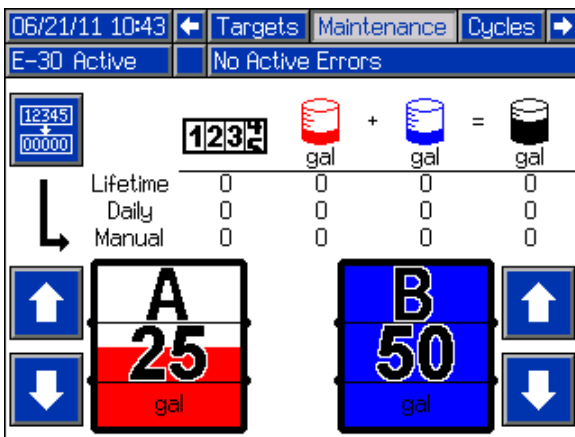 06/21/11 10:43 Targets Maintenance Cycles
E-30 Active No Active Errors
12345
00000
123
+ =
gal gal gal
Lifetime 0 0 0 0
Daily 0 0 0 0
Manual 0 0 0 0
A B
25 50
gal gal